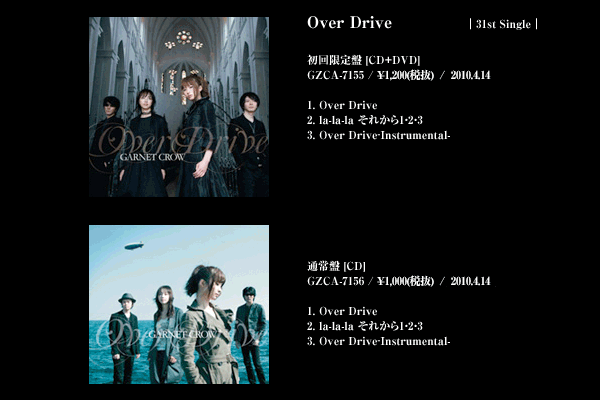 Over Drive
| 31st Single |
初回限定盤 [CD+DVD]
GZCA-7155 / ¥1,200(税抜) / 2010.4.14
1. Over Drive
2. la-la-la それから1・2・3
3. Over Drive-Instrumental-
Over Drive
GARNET CROW
通常盤 [CD]
GZCA-7156 / ¥1,000(税抜) / 2010.4.14
1. Over Drive
2. la-la-la それから1・2・3
3. Over Drive-Instrumental-
Over Drive
GARNET CROW